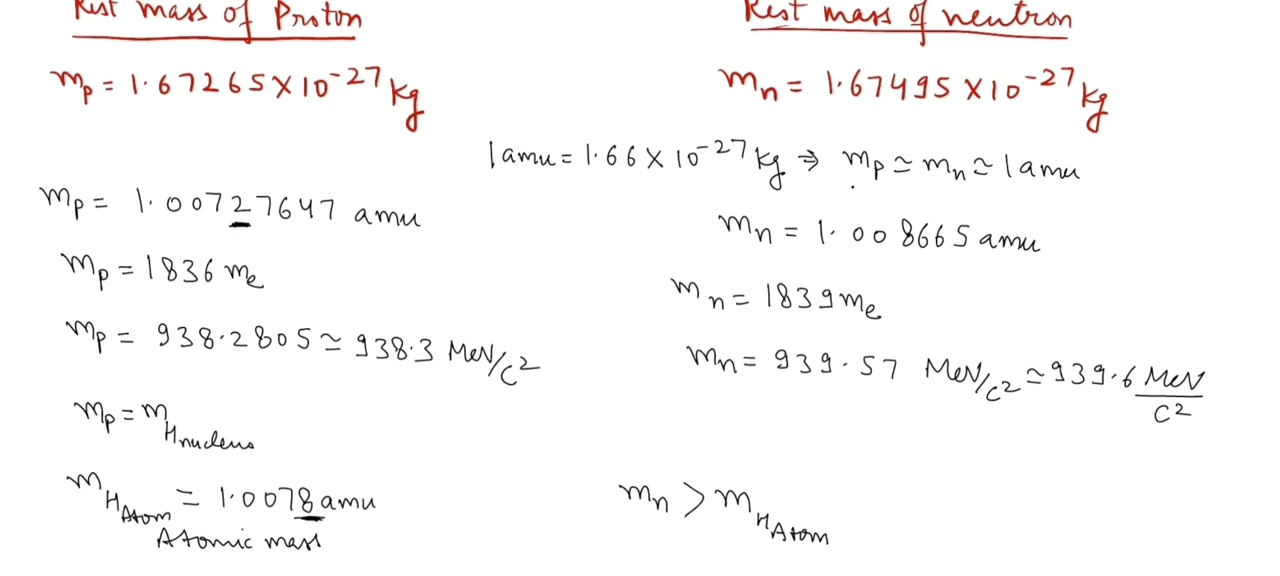 Rest mass of Proton
mp = 1.67265×10⁻²⁷ kg
Rest mass of neutron
mn = 1.67495×10⁻²⁷ kg
1 amu = 1.66×10⁻²⁷ kg ⇒ mp ≃ mn ≃ 1 amu
mp = 1.00727647 amu
mp = 1836 me
mp = 938.2805 ≃ 938.3 MeV/c²
mp = m H nucleus
m H Atom = 1.0078 amu
Atomic mass
mn = 1.008665 amu
mn = 1839 me
mn = 939.57 MeV/c² ≃ 939.6 MeV/c²
mn > m H Atom